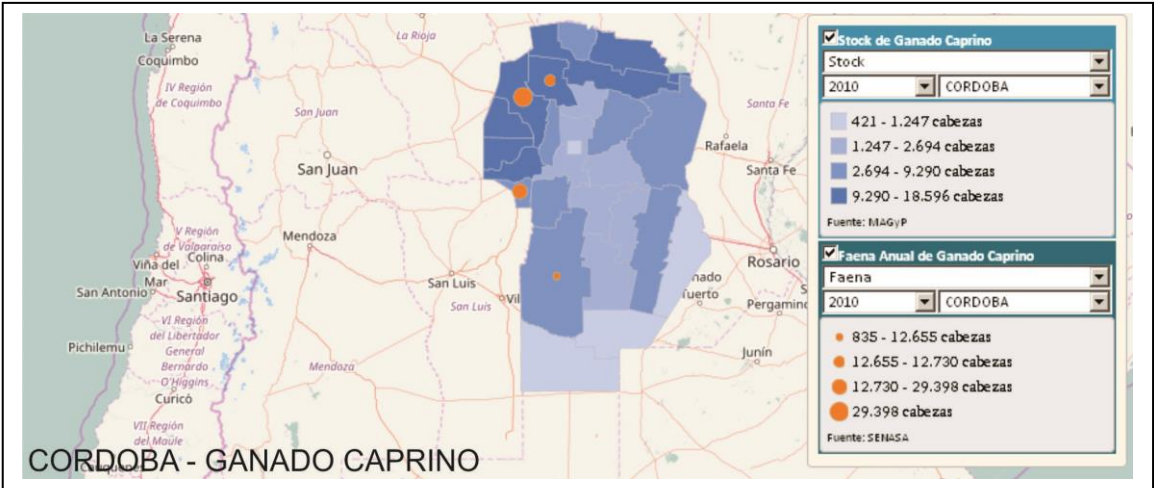 La Serena
Coquimbo
La Rioja
IV Región
de Coquimbo
San Juan
San Juan
Santa Fe
Rafaela
Santa Fe
V Región
de Valparaíso
Mendoza
Viña del
Mar
Colina
San Antonio
Santiago
San Luis
San Luis
Vil
Rosario
nado
Tuerto
Pergamino
VI Región
del Libertador
General
Bernardo
O'Higgins
Pichilemu
Mendoza
Junín
Curicó
VII Región
del Maule
Cauquenes
CORDOBA - GANADO CAPRINO
Stock de Ganado Caprino
Stock
2010
CORDOBA
421 - 1.247 cabezas
1.247 - 2.694 cabezas
2.694 - 9.290 cabezas
9.290 - 18.596 cabezas
Fuente: MAGyP
Faena Anual de Ganado Caprino
Faena
2010
CORDOBA
835 - 12.655 cabezas
12.655 - 12.730 cabezas
12.730 - 29.398 cabezas
29.398 cabezas
Fuente: SENASA